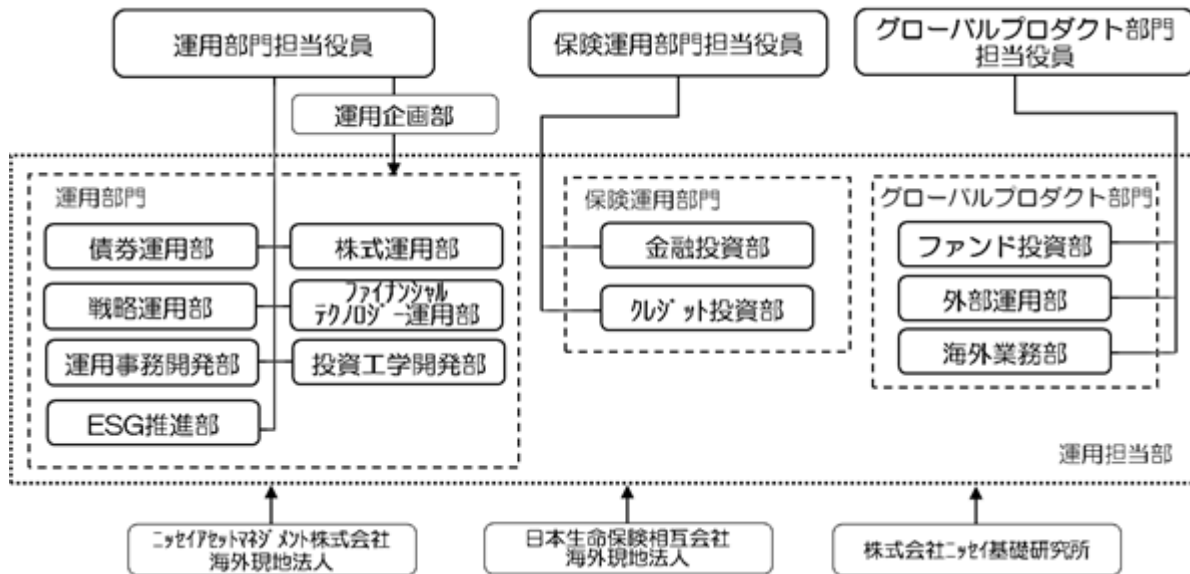 運用部門担当役員
保険運用部門担当役員
グローバルプロダクト部門
担当役員
運用企画部
運用部門
債券運用部
株式運用部
戦略運用部
ファイナンシャル
テクノロジー運用部
運用事務開発部
投資工学開発部
ESG推進部
保険運用部門
金融投資部
クレジット投資部
グローバルプロダクト部門
ファンド投資部
外部運用部
海外業務部
運用担当部
ニッセイアセットマネジメント株式会社
海外現地法人
日本生命保険相互会社
海外現地法人
株式会社ニッセイ基礎研究所